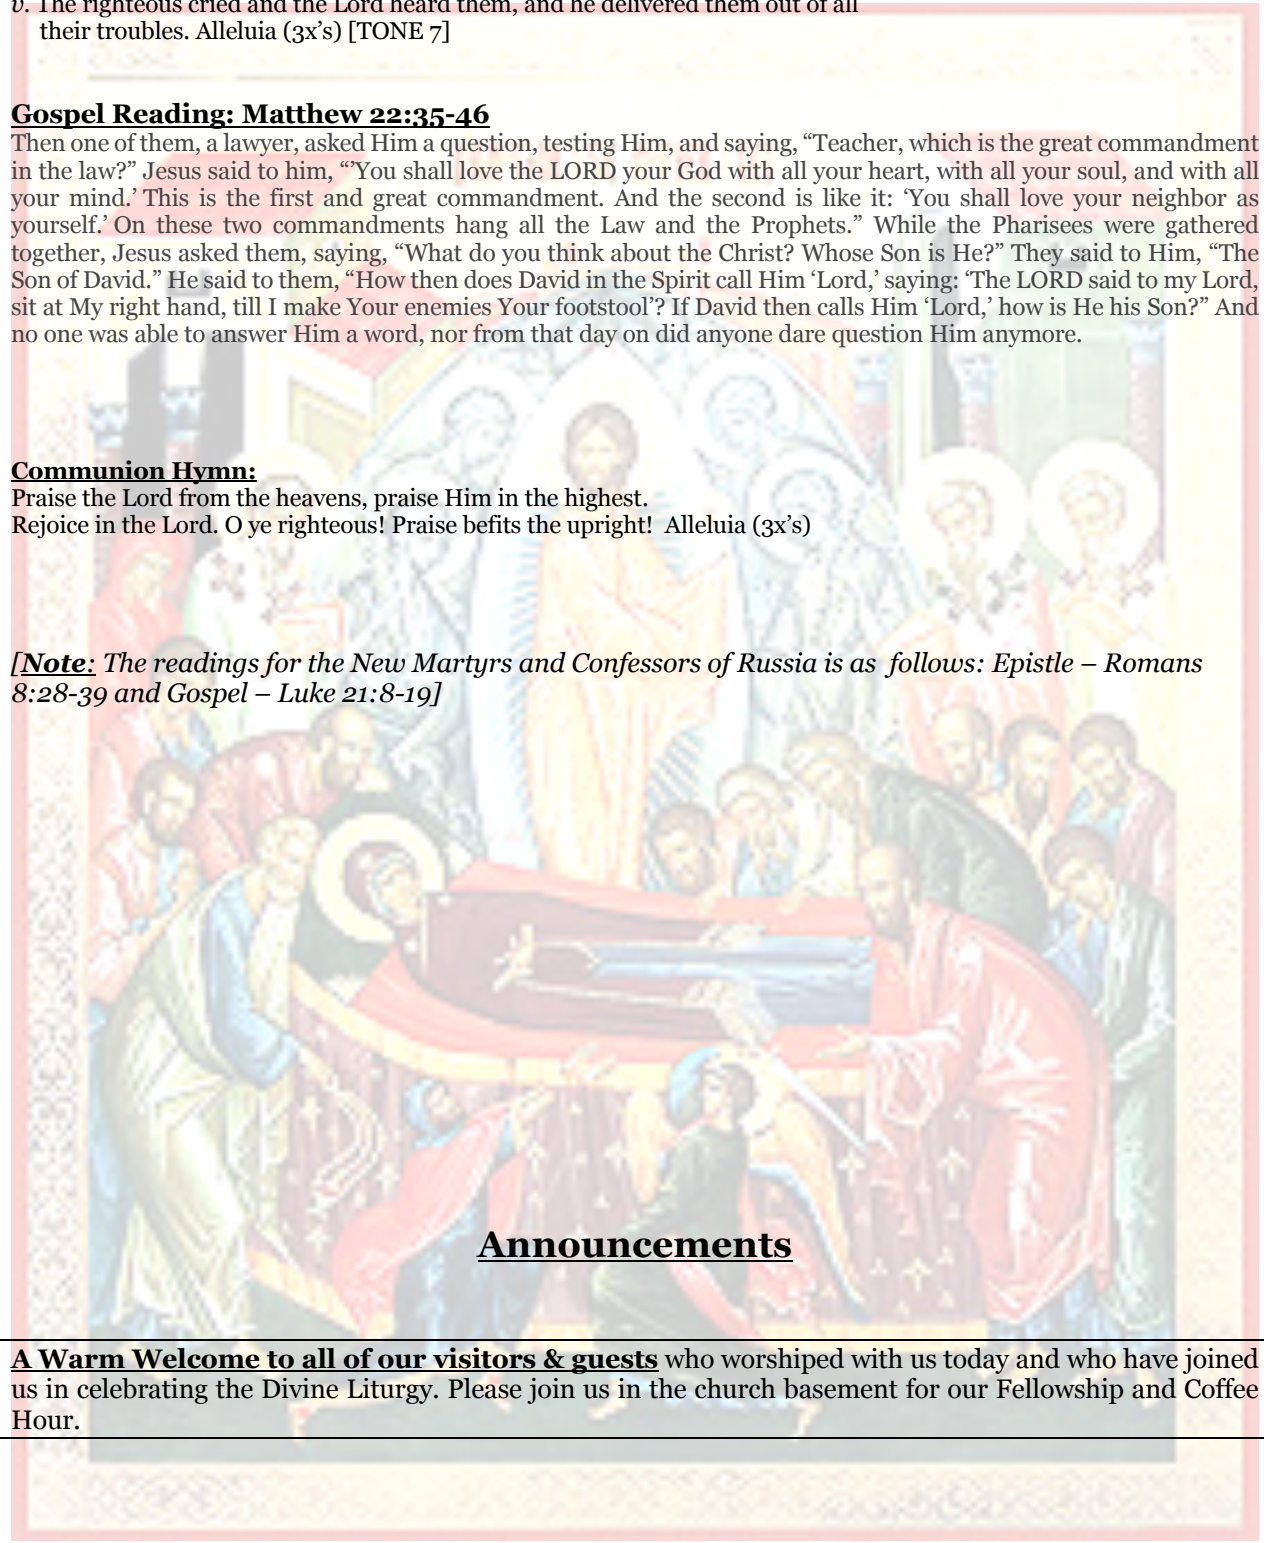 v. The righteous cried and the Lord heard them, and he delivered them out of all
their troubles. Alleluia (3x’s) [TONE 7]
Gospel Reading: Matthew 22:35-46
Then one of them, a lawyer, asked Him a question, testing Him, and saying, “Teacher, which is the great commandment
in the law?” Jesus said to him, “’You shall love the LORD your God with all your heart, with all your soul, and with all
your mind.’ This is the first and great commandment. And the second is like it: ‘You shall love your neighbor as
yourself.’ On these two commandments hang all the Law and the Prophets.” While the Pharisees were gathered
together, Jesus asked them, saying, “What do you think about the Christ? Whose Son is He?” They said to Him, “The
Son of David.” He said to them, “How then does David in the Spirit call Him ‘Lord,’ saying: ‘The LORD said to my Lord,
sit at My right hand, till I make Your enemies Your footstool’? If David then calls Him ‘Lord,’ how is He his Son?” And
no one was able to answer Him a word, nor from that day on did anyone dare question Him anymore.
Communion Hymn:
Praise the Lord from the heavens, praise Him in the highest.
Rejoice in the Lord. O ye righteous! Praise befits the upright!  Alleluia (3x’s)
[Note: The readings for the New Martyrs and Confessors of Russia is as  follows: Epistle – Romans
8:28-39 and Gospel – Luke 21:8-19]
Announcements
A Warm Welcome to all of our visitors & guests who worshiped with us today and who have joined
us in celebrating the Divine Liturgy. Please join us in the church basement for our Fellowship and Coffee
Hour.